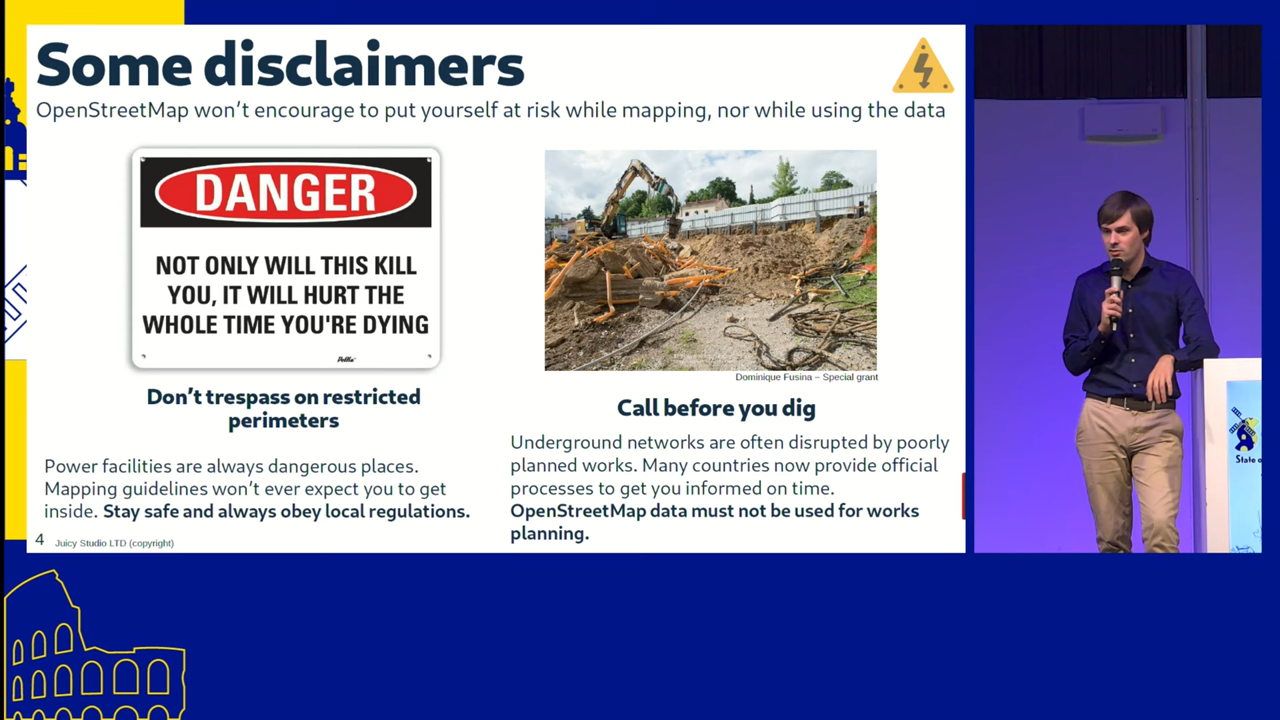 Some disclaimers
OpenStreetMap won't encourage to put yourself at risk while mapping, nor while using the data
DANGER
NOT ONLY WILL THIS KILL
YOU, IT WILL HURT THE
WHOLE TIME YOU'RE DYING
Don't trespass on restricted
perimeters
Power facilities are always dangerous places.
Mapping guidelines won't ever expect you to get
inside. Stay safe and always obey local regulations.
4 Juicy Studio LTD (copyright)
Dominique Fusina – Special grant
Call before you dig
Underground networks are often disrupted by poorly
planned works. Many countries now provide official
processes to get you informed on time.
OpenStreetMap data must not be used for works
planning.
State o